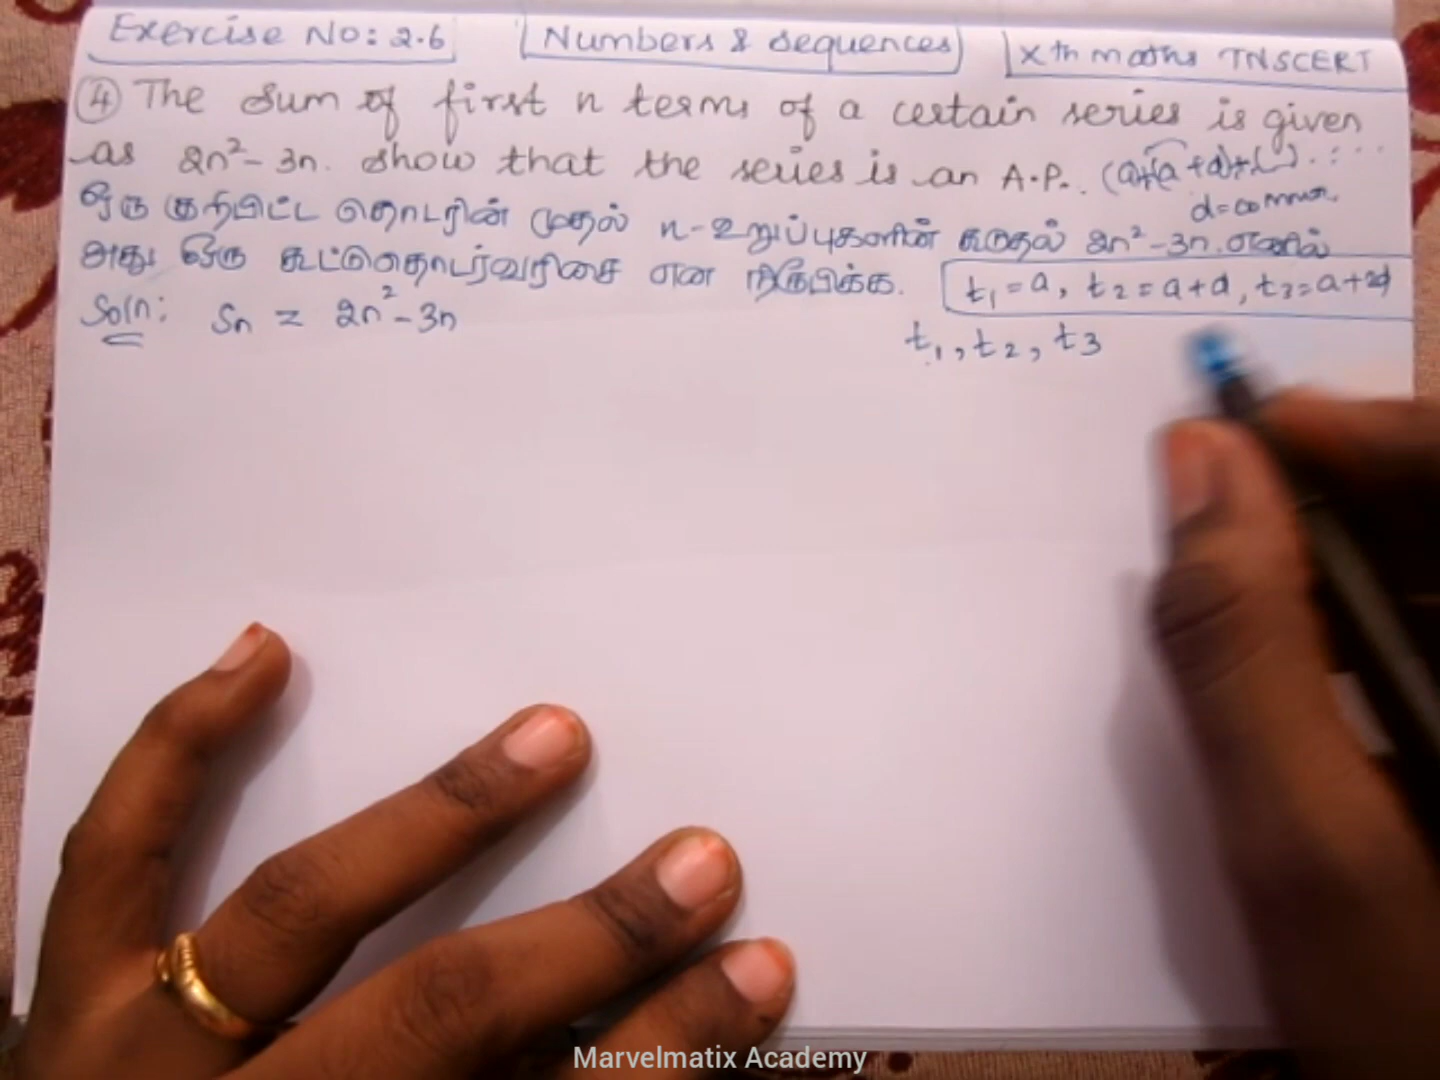 Exercise No: 2.6 Numbers & Sequences Xth maths TNSCERT
④ The Sum of first n terms of a certain series is given
as 2n² - 3n. Show that the series is an A.P.. (a+(a+d)+(
ஒரு குறிப்பிட்ட தொடரின் முதல் n-உறுப்புகளின் கூடுதல் 2n² - 3n. எனில்
d = common
அது ஒரு கூட்டுதொடர்வரிசை என நிரூபிக்க.
t₁ = a, t₂ = a+d, t₃ = a+2d
Soln: Sn = 2n² - 3n
t₁, t₂, t₃
Marvelmatix Academy